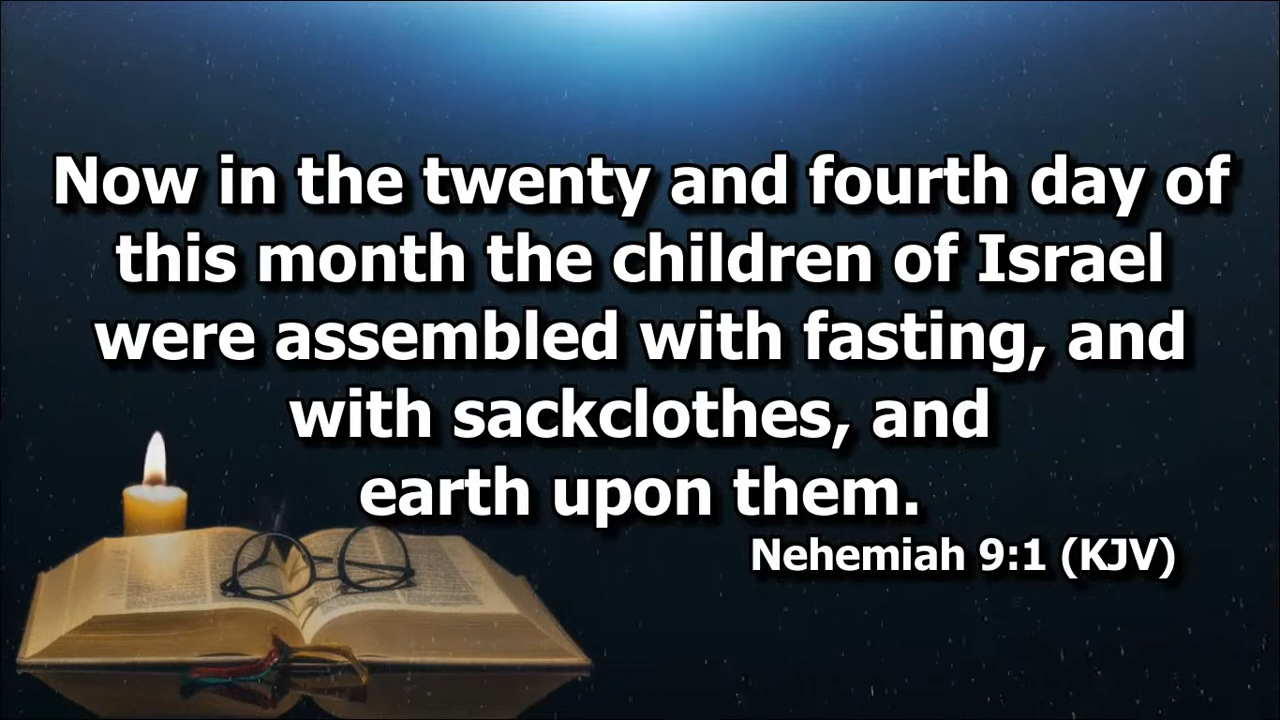 Now in the twenty and fourth day of
this month the children of Israel
were assembled with fasting, and
with sackclothes, and
earth upon them.
Nehemiah 9:1 (KJV)